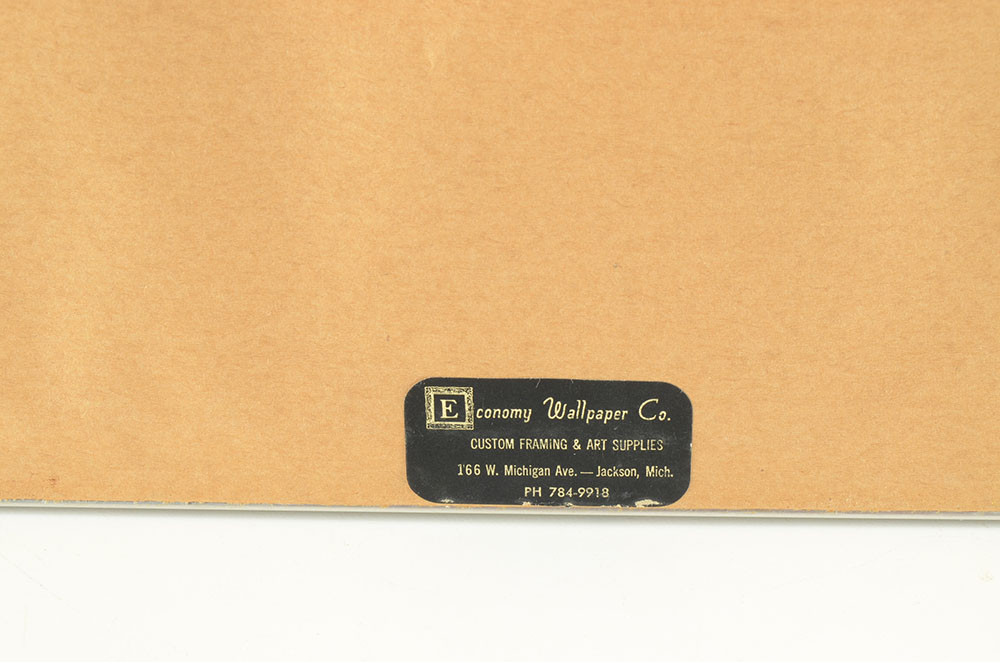 Economy Wallpaper Co.
CUSTOM FRAMING & ART SUPPLIES
166 W. Michigan Ave. — Jackson, Mich.
PH 784-9918